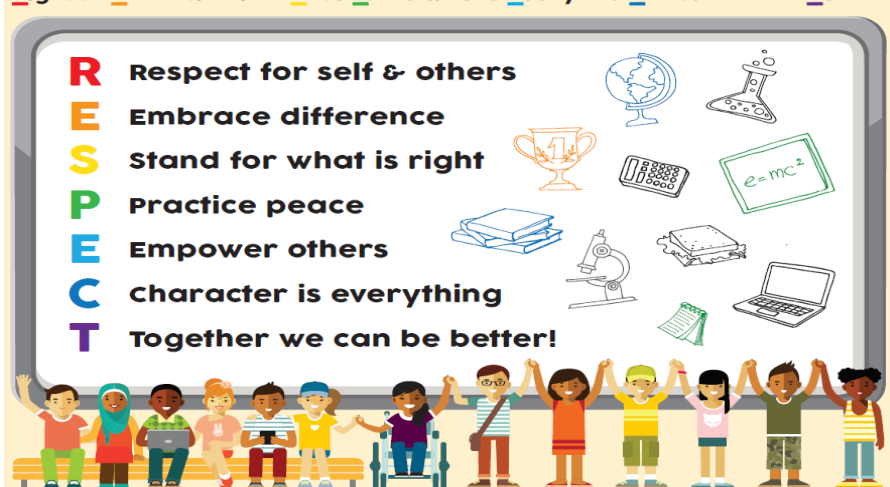 R Respect for self & others
E Embrace difference
S Stand for what is right
P Practice peace
E Empower others
C Character is everything
T Together we can be better!
1
e=mc²